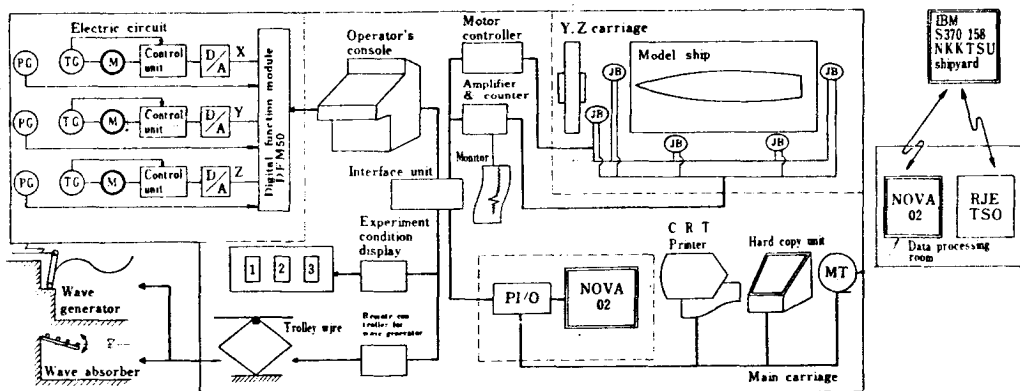 Electric circuit
PG
TG
M
Control
unit
D/A
X
PG
TG
M
Control
unit
D/A
Y
PG
TG
M
Control
unit
D/A
Z
Digital function module
DFM50
Operator's
console
Motor
controller
Amplifier
& counter
Monitor
Interface unit
Y.Z carriage
Model ship
JB
JB
JB
JB
JB
IBM
S370 158
NKKTSU
shipyard
NOVA
02
RJE
TSO
Data processing
room
Experiment
condition
display
1
2
3
Wave
generator
Wave absorber
Trolley wire
Remote con
troller for
wave generator
PI/O
NOVA
02
CRT
Printer
Hard copy unit
MT
Main carriage